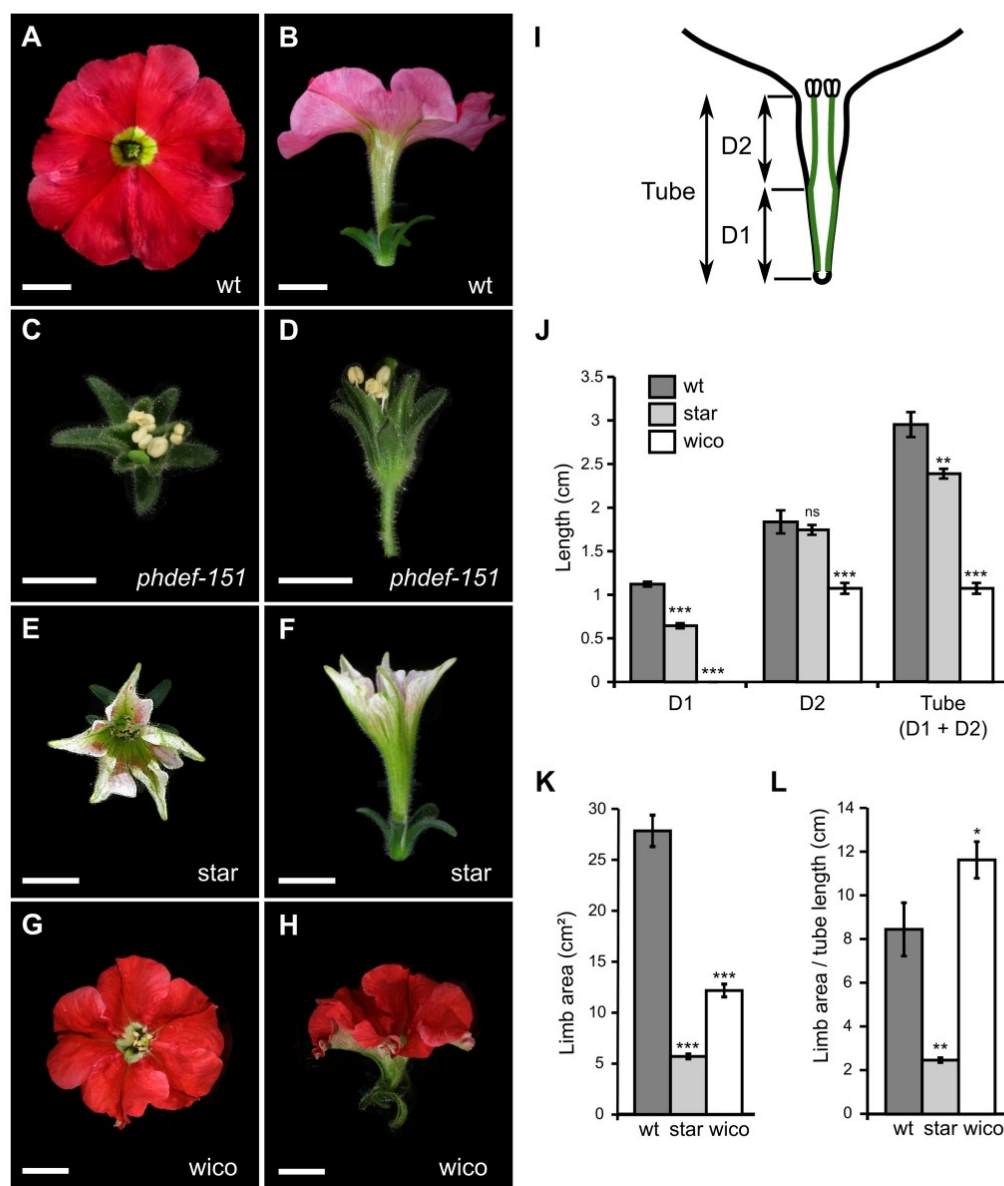 A
wt
B
wt
C
phdef-151
D
phdef-151
E
star
F
star
G
wico
H
wico
I
D2
Tube
D1
J
wt
star
wico
Length (cm)
3.5
3
2.5
2
1.5
1
0.5
0
***
***
ns
***
**
***
D1
D2
Tube
(D1 + D2)
K
Limb area (cm²)
30
25
20
15
10
5
0
***
***
wt
star
wico
L
Limb area / tube length (cm)
14
12
10
8
6
4
2
0
**
*
wt
star
wico